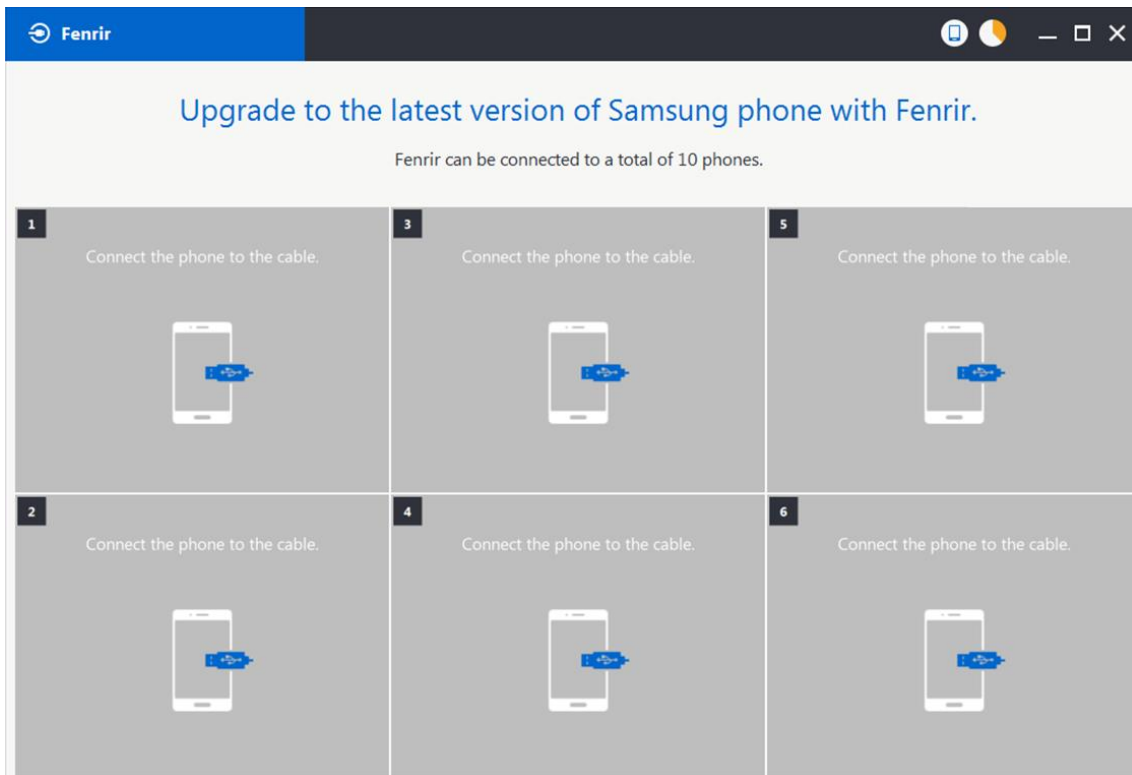 Fenrir
Upgrade to the latest version of Samsung phone with Fenrir.
Fenrir can be connected to a total of 10 phones.
1
Connect the phone to the cable.
3
Connect the phone to the cable.
5
Connect the phone to the cable.
2
Connect the phone to the cable.
4
Connect the phone to the cable.
6
Connect the phone to the cable.